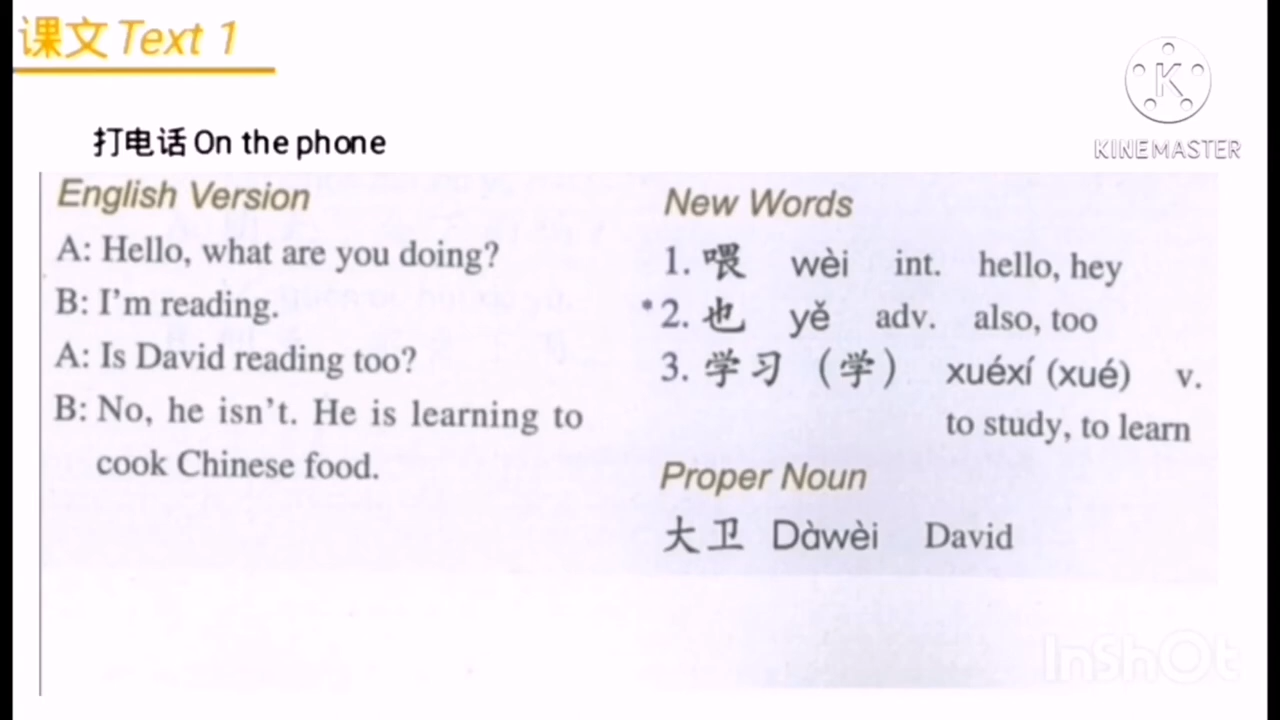 课文 Text 1
KINEMASTER
打电话 On the phone
English Version
A: Hello, what are you doing?
B: I'm reading.
A: Is David reading too?
B: No, he isn't. He is learning to
cook Chinese food.
New Words
1. 喂 wèi int. hello, hey
*2. 也 yě adv. also, too
3. 学习 (学) xuéxí (xué) v.
to study, to learn
Proper Noun
大卫 Dàwèi David
InShOt